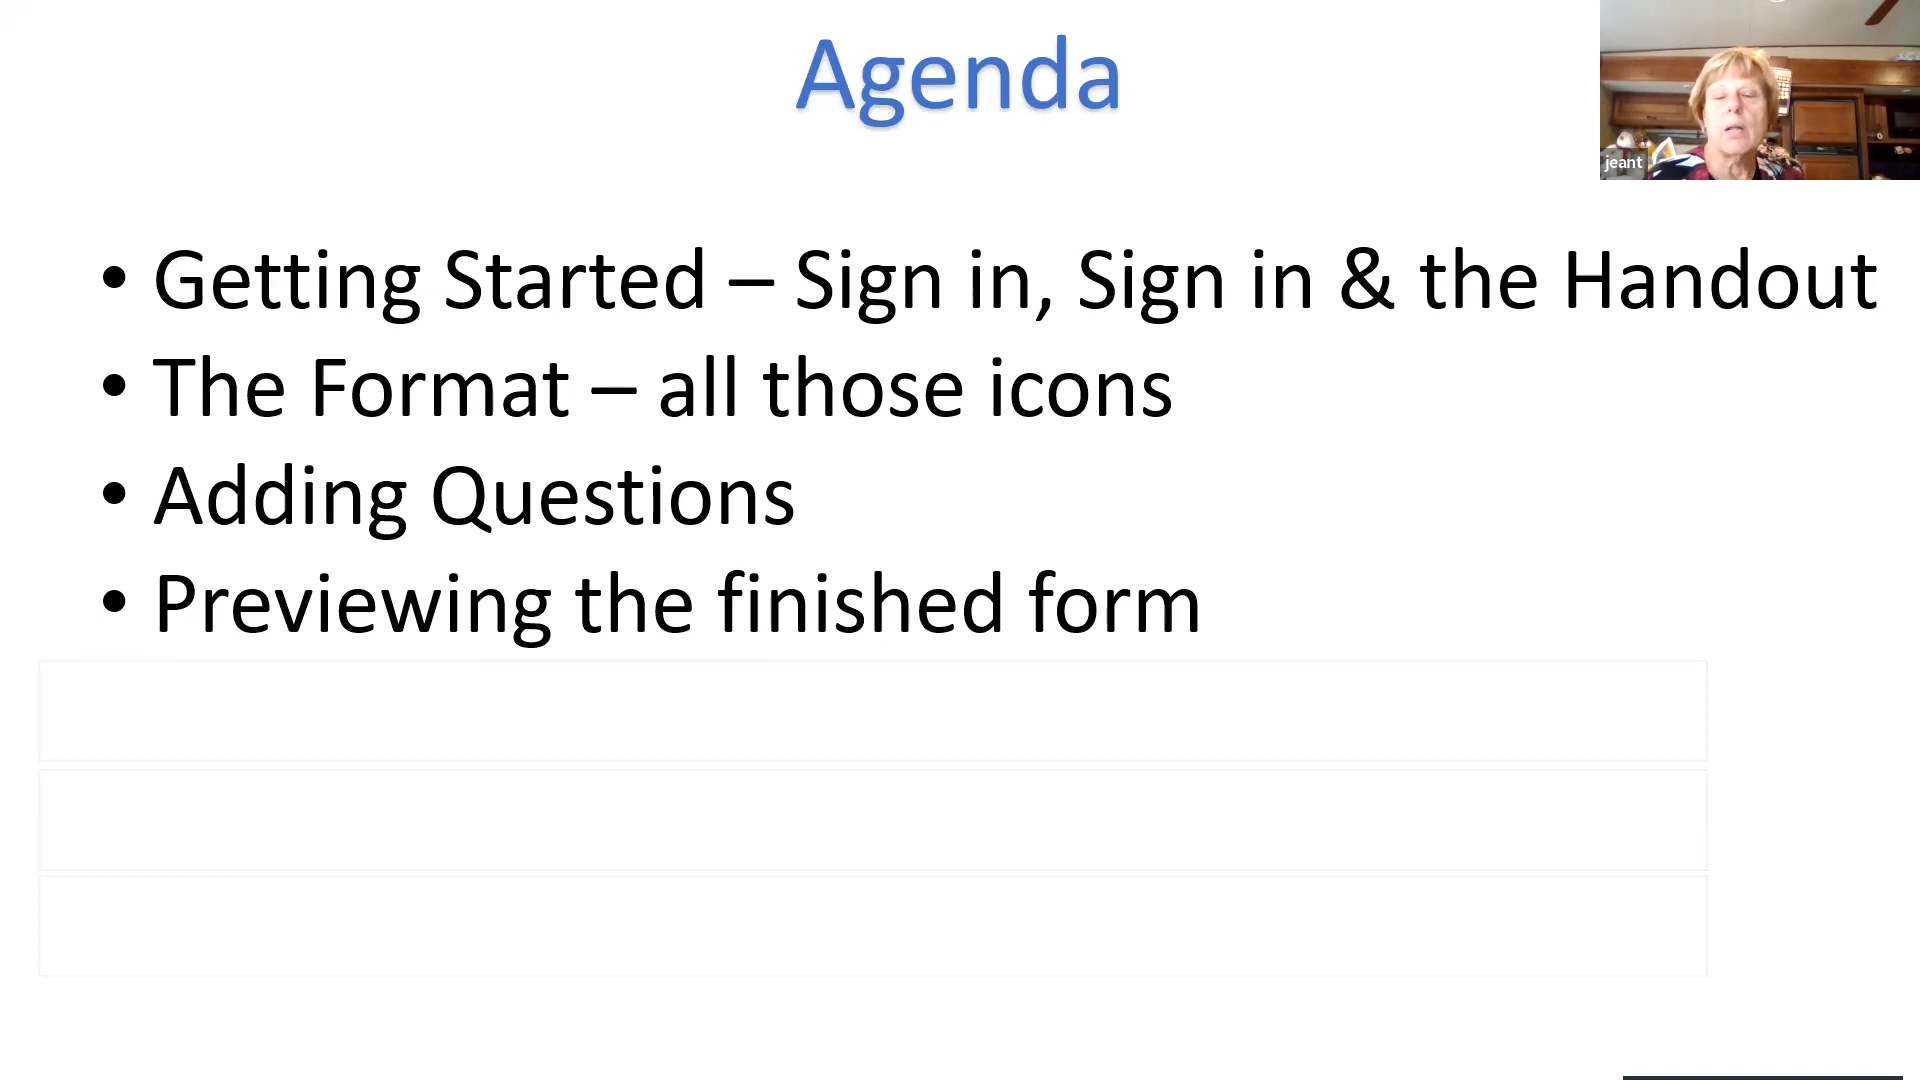 Agenda
jeant
• Getting Started – Sign in, Sign in & the Handout
• The Format – all those icons
• Adding Questions
• Previewing the finished form